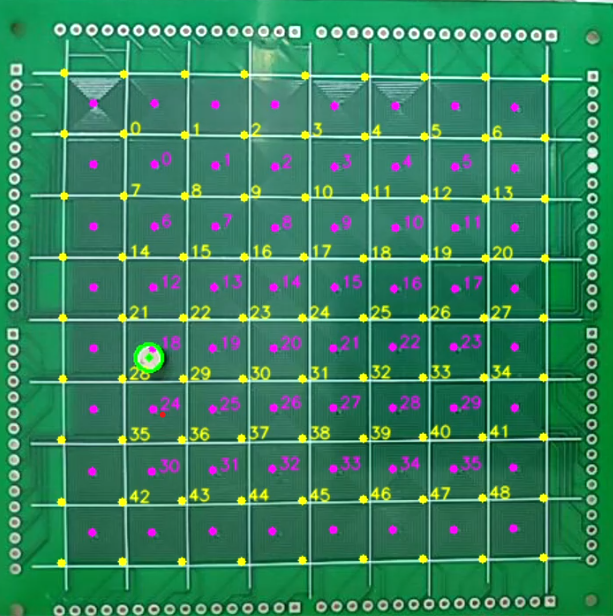 0 1 2 3 4 5 6
0 1 2 3 4 5
7 8 9 10 11 12 13
6 7 8 9 10 11
14 15 16 17 18 19 20
12 13 14 15 16 17
21 22 23 24 25 26 27
18 19 20 21 22 23
28 29 30 31 32 33 34
24 25 26 27 28 29
35 36 37 38 39 40 41
30 31 32 33 34 35
42 43 44 45 46 47 48